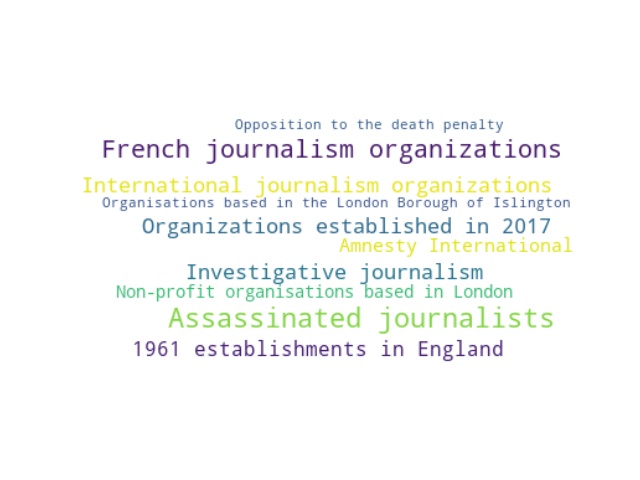 Opposition to the death penalty
French journalism organizations
International journalism organizations
Organisations based in the London Borough of Islington
Organizations established in 2017
Amnesty International
Investigative journalism
Non-profit organisations based in London
Assassinated journalists
1961 establishments in England